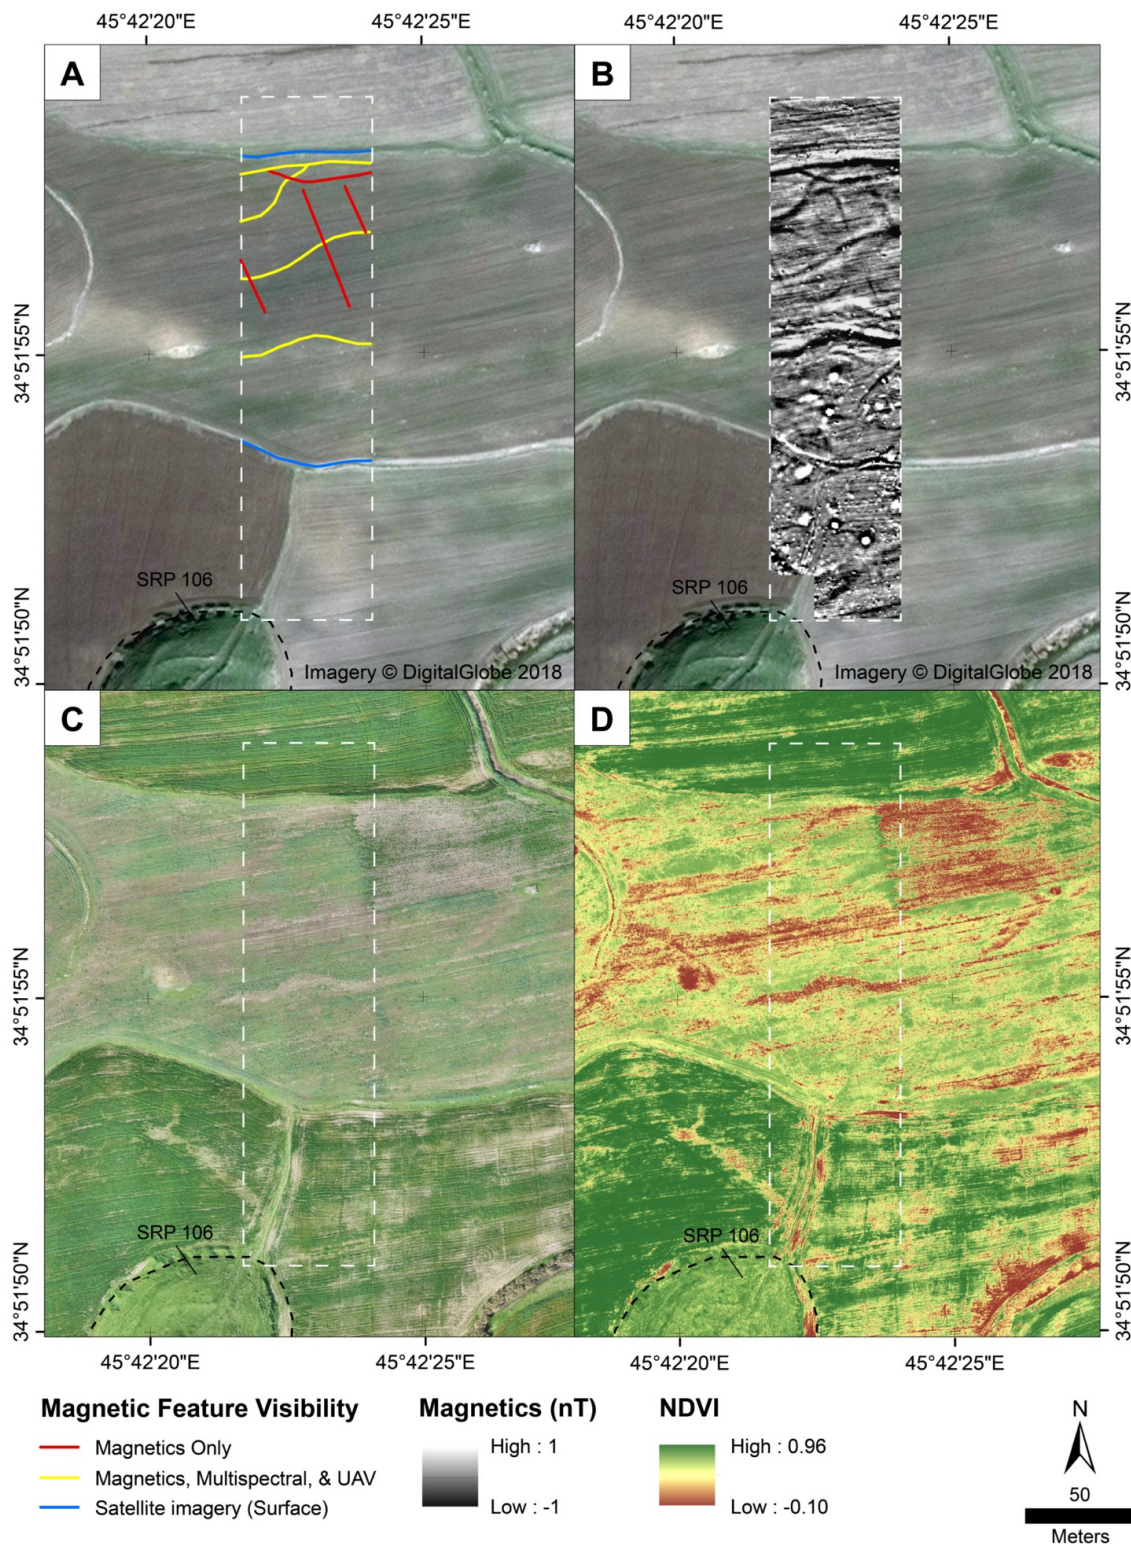 45°42'20"E
45°42'25"E
45°42'20"E
45°42'25"E
A
B
34°51'55"N
34°51'55"N
SRP 106
SRP 106
34°51'50"N
34°51'50"N
Imagery © DigitalGlobe 2018
Imagery © DigitalGlobe 2018
C
D
34°51'55"N
34°51'55"N
SRP 106
SRP 106
34°51'50"N
34°51'50"N
45°42'20"E
45°42'25"E
45°42'20"E
45°42'25"E
Magnetic Feature Visibility
Magnetics Only
Magnetics, Multispectral, & UAV
Satellite imagery (Surface)
Magnetics (nT)
High : 1
Low : -1
NDVI
High : 0.96
Low : -0.10
N
50
Meters